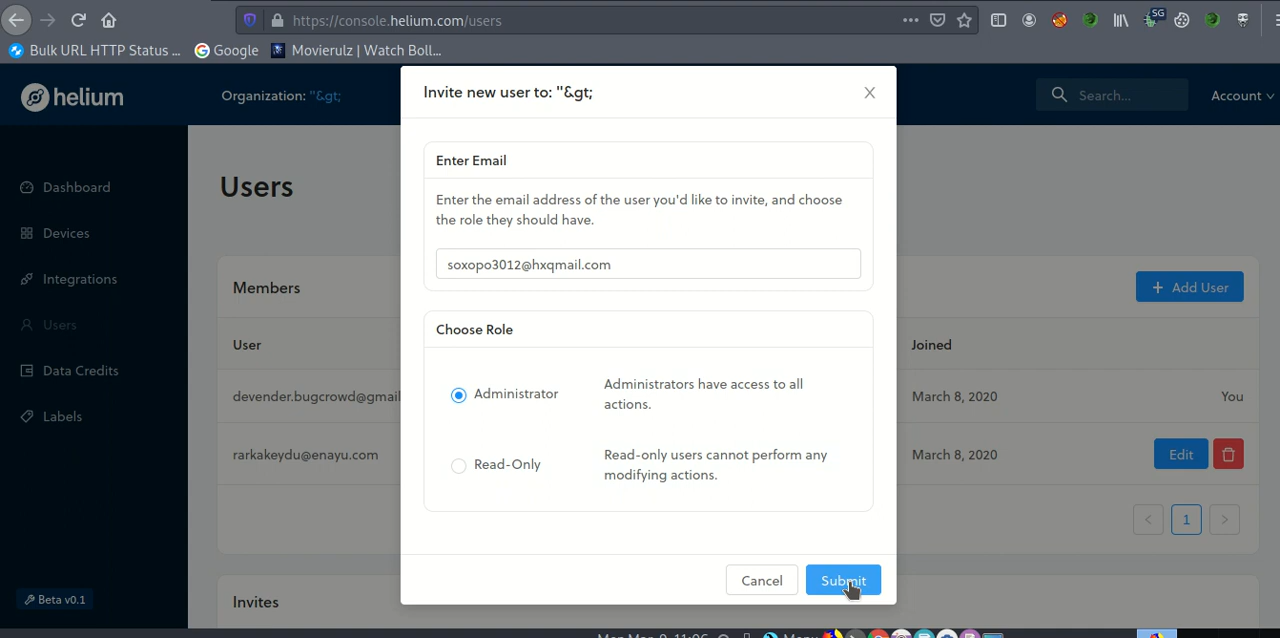 https://console.helium.com/users
SG
Bulk URL HTTP Status ...
Google
Movierulz | Watch Boll...
helium
Organization: "&gt;
Search...
Account
Invite new user to: "&gt;
Enter Email
Enter the email address of the user you'd like to invite, and choose
the role they should have.
soxopo3012@hxqmail.com
Choose Role
Administrator
Administrators have access to all
actions.
Read-Only
Read-only users cannot perform any
modifying actions.
Cancel
Submit
Dashboard
Devices
Integrations
Users
Data Credits
Labels
Beta v0.1
Users
Members
Add User
User
Joined
devender.bugcrowd@gmail
March 8, 2020
You
rarkakeydu@enayu.com
March 8, 2020
Edit
1
Invites